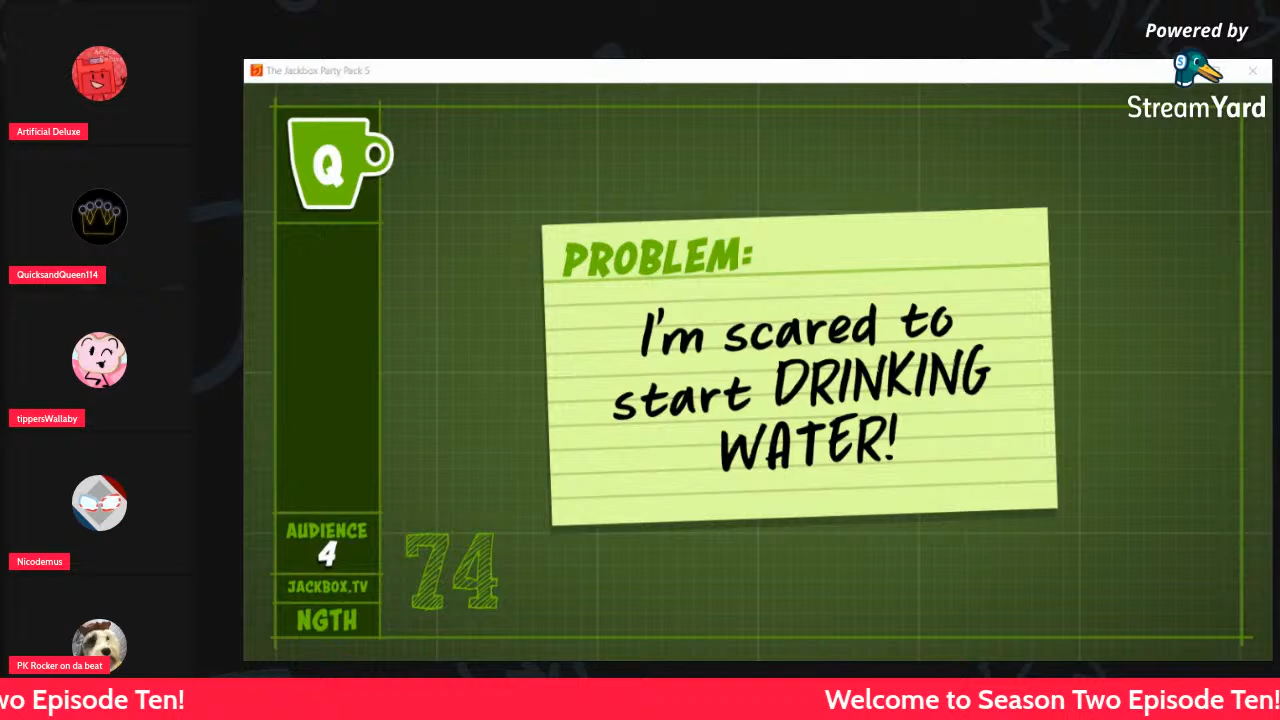 Powered by
StreamYard
The Jackbox Party Pack 5
Artificial Deluxe
QuicksandQueen114
tippersWallaby
Nicodemus
PK Rocker on da beat
Q
PROBLEM:
I'm scared to
start DRINKING
WATER!
AUDIENCE
4
JACKBOX.TV
NGTH
74
wo Episode Ten!
Welcome to Season Two Episode Ten!